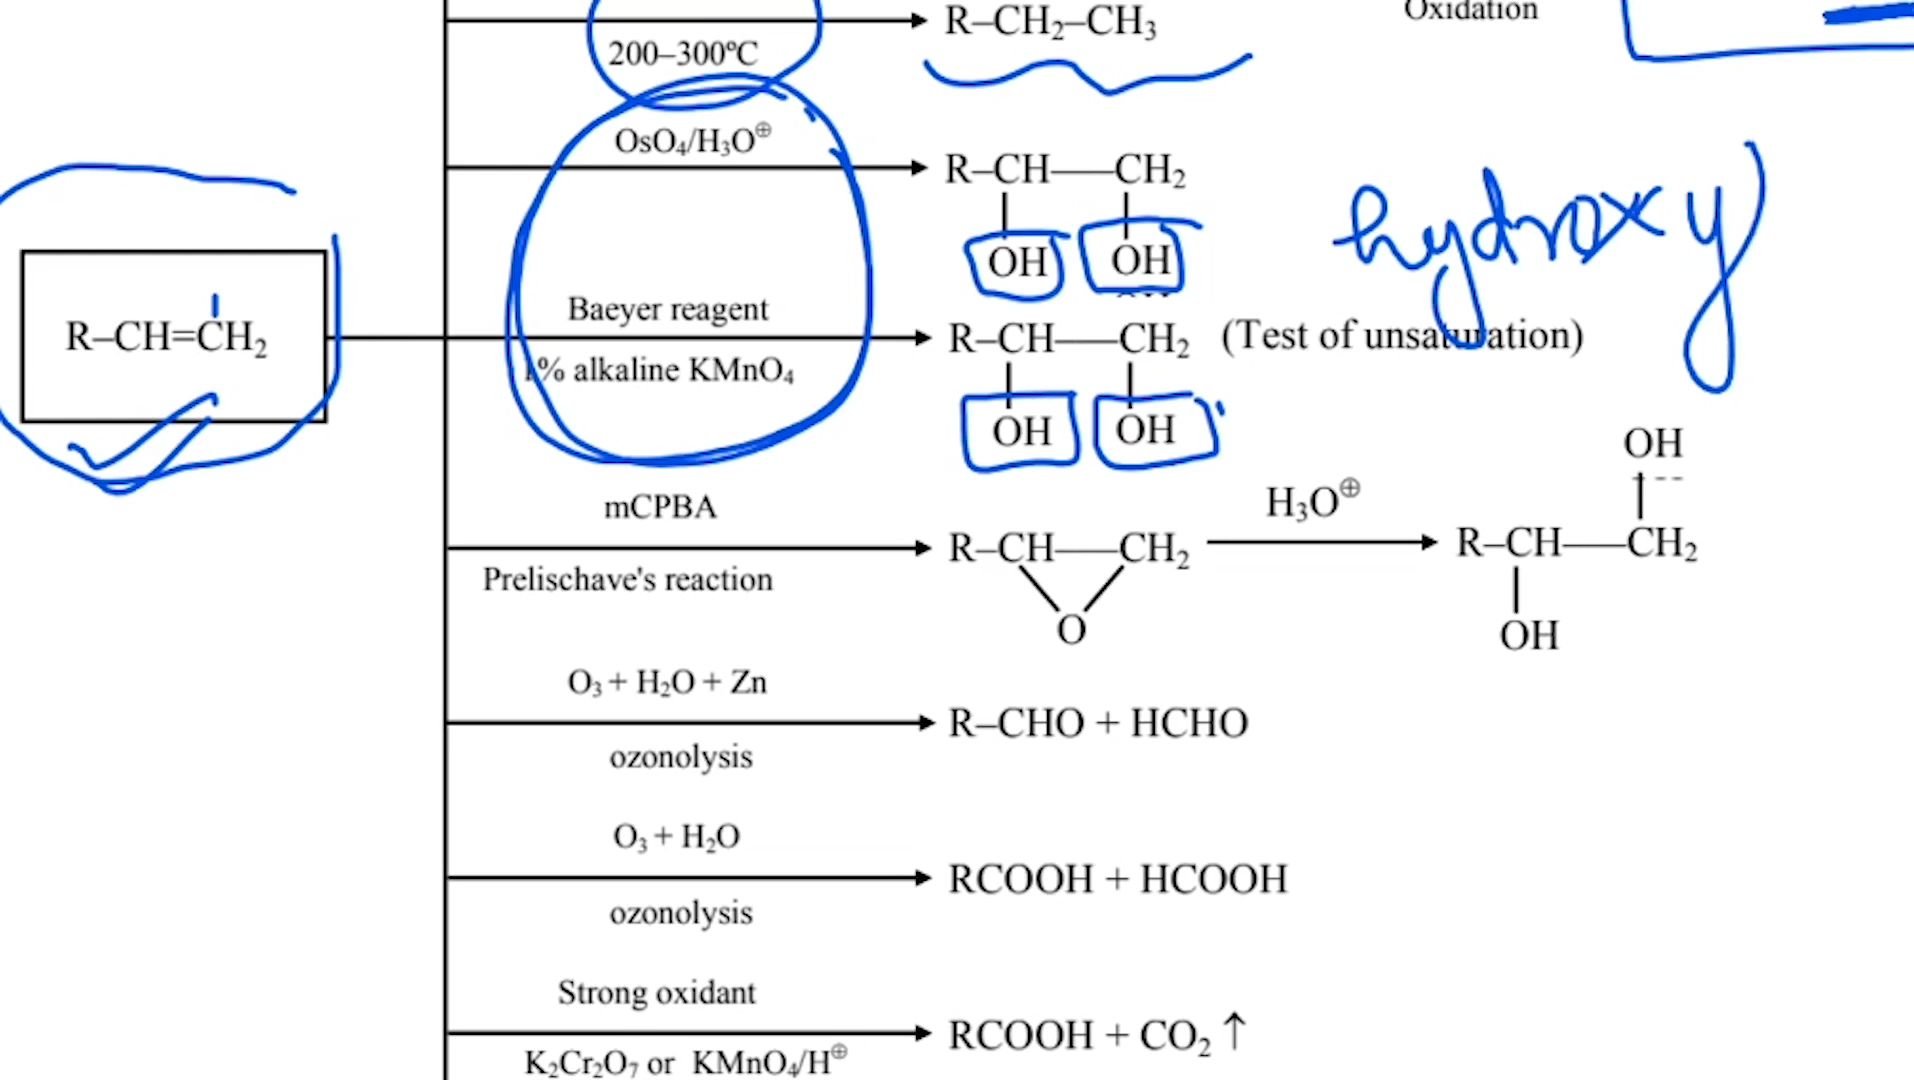 R–CH₂–CH₃
Oxidation
200–300ºC
OsO₄/H₃O⊕
R–CH—CH₂
OH OH
hydroxy
R–CH=CH₂
Baeyer reagent
R–CH—CH₂ (Test of unsaturation)
1% alkaline KMnO₄
OH OH
OH
mCPBA
H₃O⊕
R–CH—CH₂
R–CH—CH₂
Prelischave's reaction
O
OH
O₃ + H₂O + Zn
R–CHO + HCHO
ozonolysis
O₃ + H₂O
RCOOH + HCOOH
ozonolysis
Strong oxidant
RCOOH + CO₂ ↑
K₂Cr₂O₇ or KMnO₄/H⊕